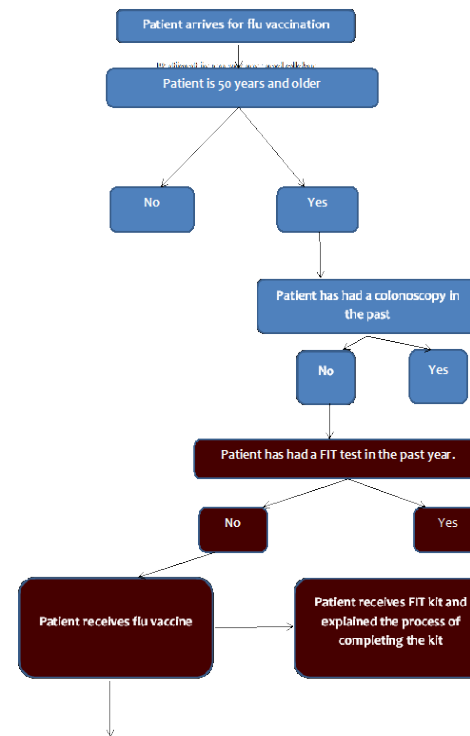 Patient arrives for flu vaccination
Patient is 50 years and older
No
Yes
Patient has had a colonoscopy in
the past
No
Yes
Patient has had a FIT test in the past year.
No
Yes
Patient receives flu vaccine
Patient receives FIT kit and
explained the process of
completing the kit